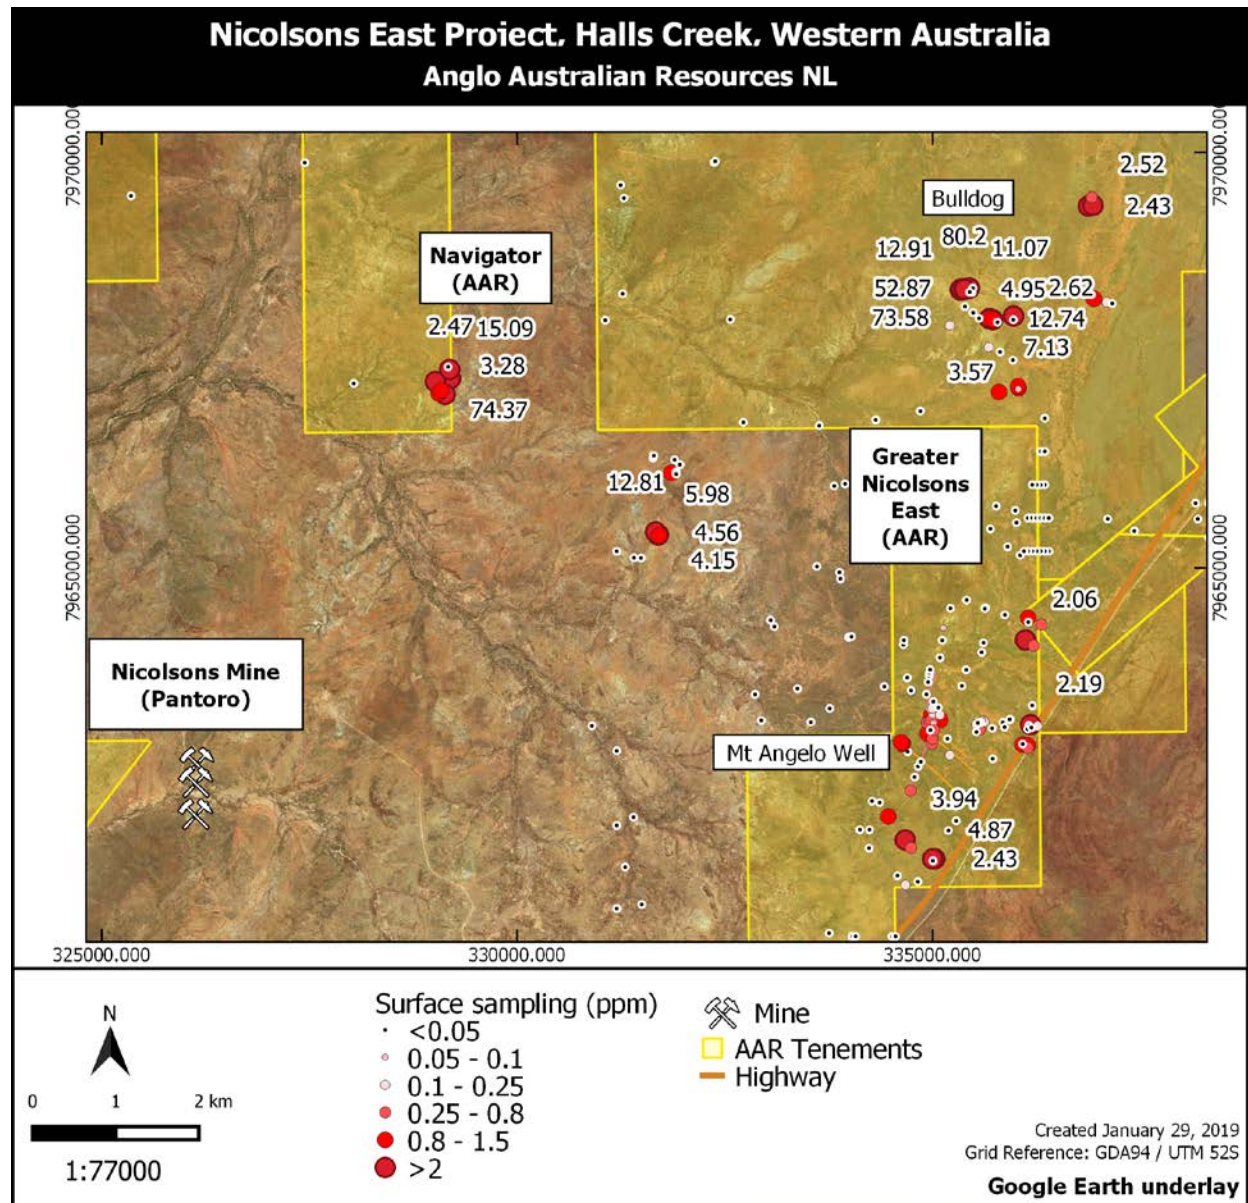 Nicolsons East Project, Halls Creek, Western Australia
Anglo Australian Resources NL
7970000.00
7970000.00
2.52
Bulldog
2.43
80.2
12.91
11.07
Navigator
(AAR)
52.87
4.95
2.62
73.58
12.74
2.47
15.09
7.13
3.28
3.57
74.37
Greater
Nicolsons
East
(AAR)
12.81
5.98
4.56
4.15
7965000.000
7965000.000
2.06
Nicolsons Mine
(Pantoro)
2.19
Mt Angelo Well
3.94
4.87
2.43
325000.000
330000.000
335000.000
N
0 1 2 km
1:77000
Surface sampling (ppm)
<0.05
0.05 - 0.1
0.1 - 0.25
0.25 - 0.8
0.8 - 1.5
>2
Mine
AAR Tenements
Highway
Created January 29, 2019
Grid Reference: GDA94 / UTM 52S
Google Earth underlay